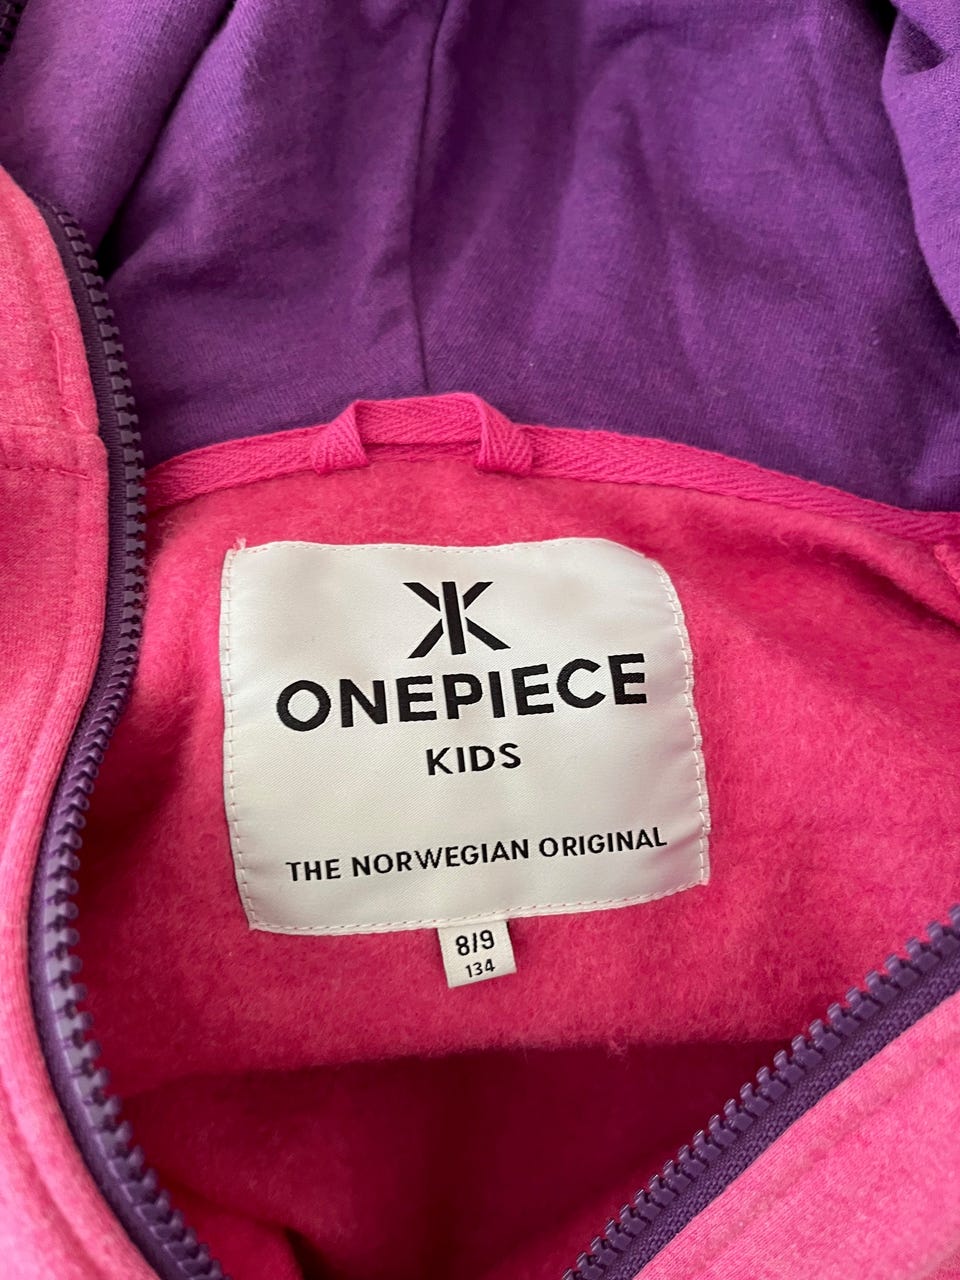 ONEPIECE
KIDS
THE NORWEGIAN ORIGINAL
8/9
134